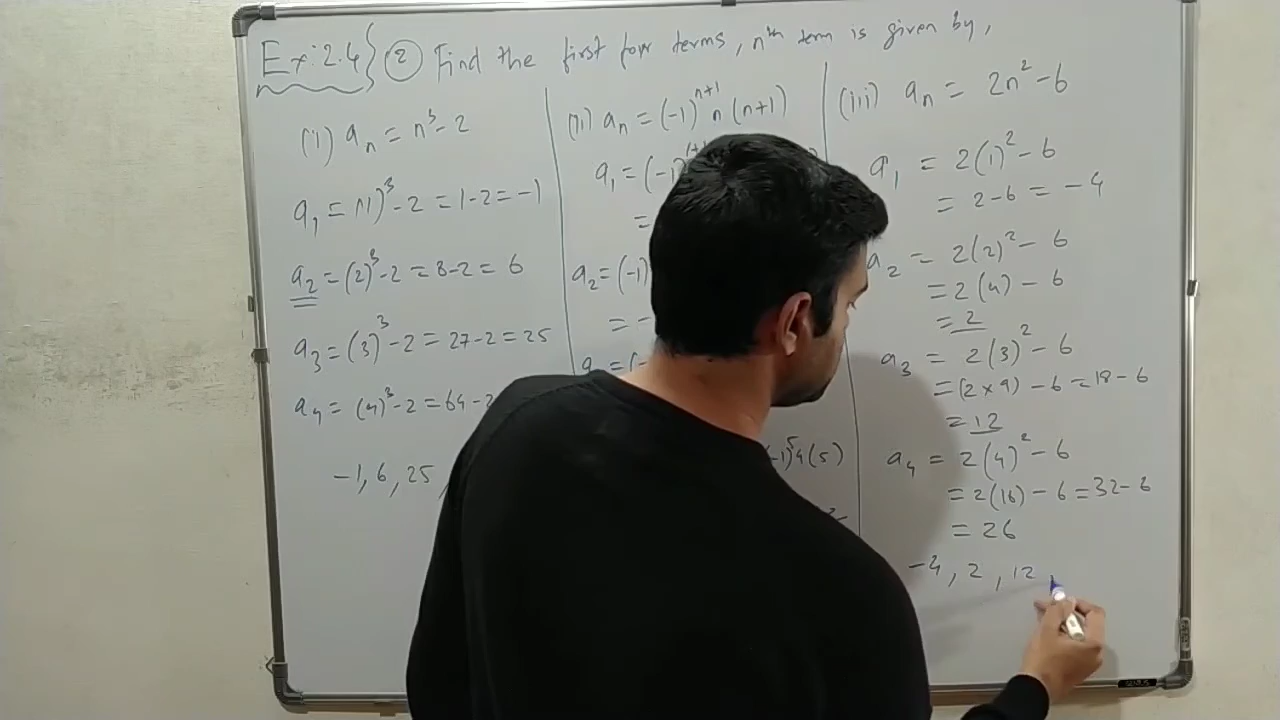 Ex: 2.4 ② Find the first four terms, nᵗʰ term is given by,
(i) aₙ = n³ - 2
a₁ = (1)³ - 2 = 1 - 2 = -1
a₂ = (2)³ - 2 = 8 - 2 = 6
a₃ = (3)³ - 2 = 27 - 2 = 25
a₄ = (4)³ - 2 = 64 - 2
-1, 6, 25,
(ii) aₙ = (-1)ⁿ⁺¹ n (n+1)
a₁ = (-1)
=
a₂ = (-1)
= -
-1)⁵ 4(5)
(iii) aₙ = 2n² - 6
a₁ = 2(1)² - 6
= 2 - 6 = -4
a₂ = 2(2)² - 6
= 2(4) - 6
= 2
a₃ = 2(3)² - 6
= (2 × 9) - 6 = 18 - 6
= 12
a₄ = 2(4)² - 6
= 2(16) - 6 = 32 - 6
= 26
-4, 2, 12